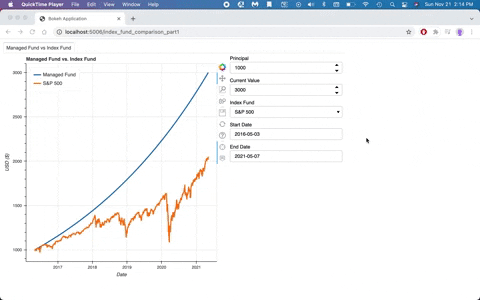 QuickTime Player File Edit View Window Help
Sun Nov 21 2:14 PM
Bokeh Application
localhost:5006/index_fund_comparison_part1
Managed Fund vs Index Fund
Managed Fund vs. Index Fund
Managed Fund
S&P 500
3000
2500
2000
1500
1000
USD ($)
2017 2018 2019 2020 2021
Date
Principal
1000
Current Value
3000
Index Fund
S&P 500
Start Date
2016-05-03
End Date
2021-05-07